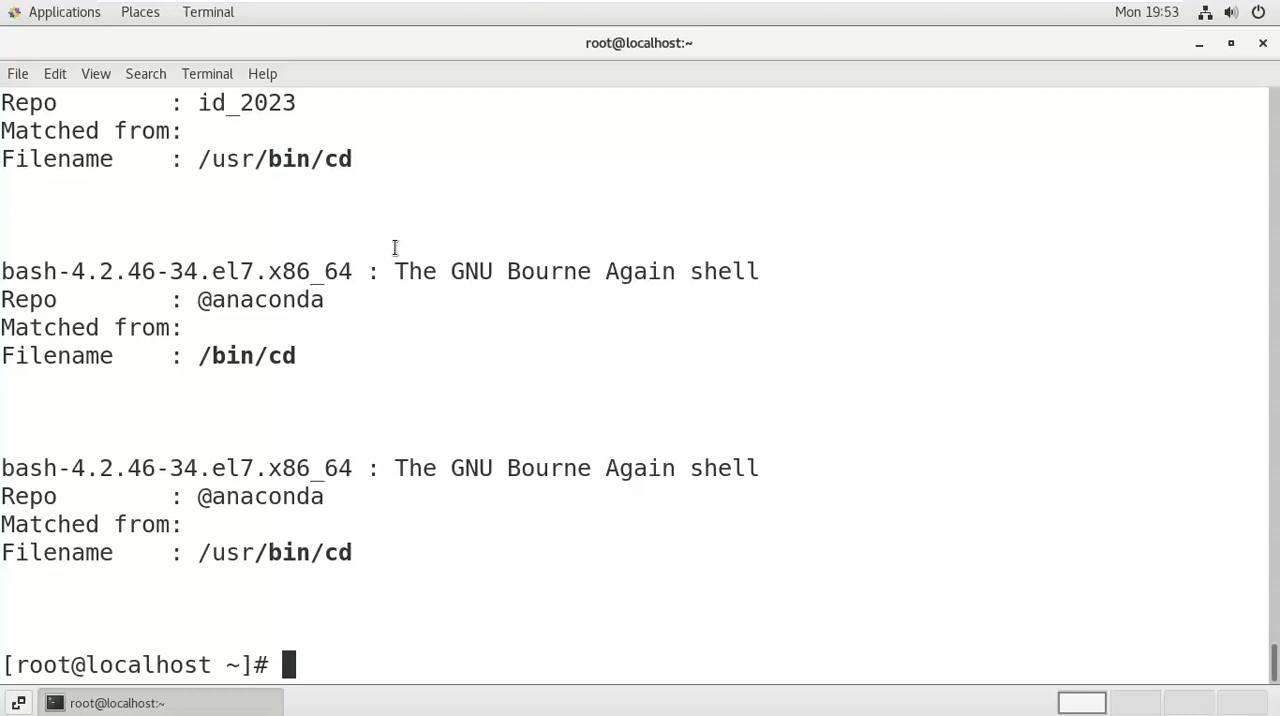 Applications Places Terminal Mon 19:53
root@localhost:~
File Edit View Search Terminal Help
Repo        : id_2023
Matched from:
Filename    : /usr/bin/cd
bash-4.2.46-34.el7.x86_64 : The GNU Bourne Again shell
Repo        : @anaconda
Matched from:
Filename    : /bin/cd
bash-4.2.46-34.el7.x86_64 : The GNU Bourne Again shell
Repo        : @anaconda
Matched from:
Filename    : /usr/bin/cd
[root@localhost ~]#
root@localhost:~